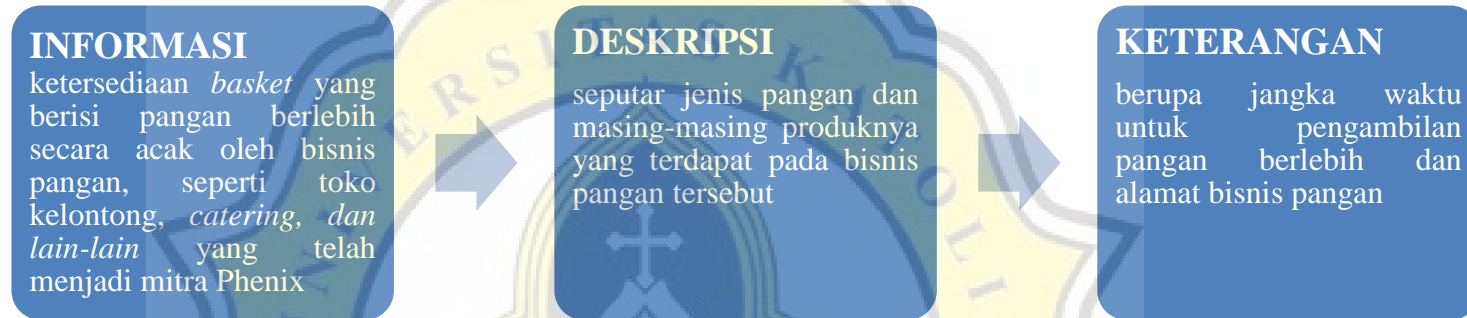 INFORMASI
ketersediaan basket yang
berisi pangan berlebih
secara acak oleh bisnis
pangan, seperti toko
kelontong, catering, dan
lain-lain yang telah
menjadi mitra Phenix
DESKRIPSI
seputar jenis pangan dan
masing-masing produknya
yang terdapat pada bisnis
pangan tersebut
KETERANGAN
berupa jangka waktu
untuk pengambilan
pangan berlebih dan
alamat bisnis pangan